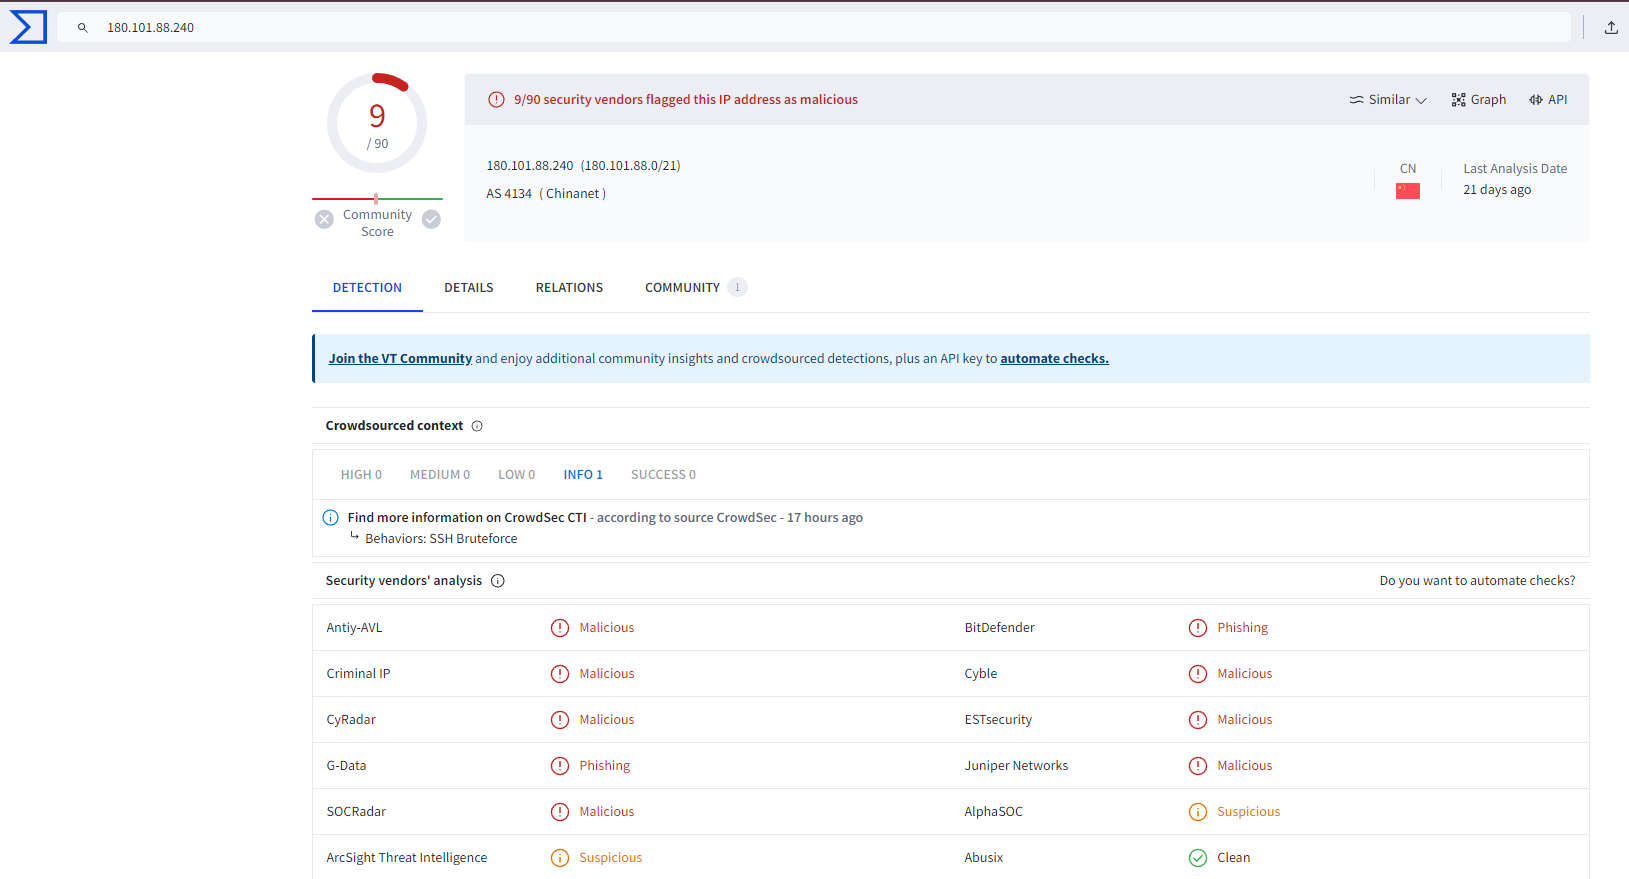 180.101.88.240
9
/ 90
Community
Score
9/90 security vendors flagged this IP address as malicious
Similar
Graph
API
180.101.88.240 (180.101.88.0/21)
AS 4134 ( Chinanet )
CN
Last Analysis Date
21 days ago
DETECTION
DETAILS
RELATIONS
COMMUNITY 1
Join the VT Community and enjoy additional community insights and crowdsourced detections, plus an API key to automate checks.
Crowdsourced context
HIGH 0 MEDIUM 0 LOW 0 INFO 1 SUCCESS 0
Find more information on CrowdSec CTI - according to source CrowdSec - 17 hours ago
Behaviors: SSH Bruteforce
Security vendors' analysis
Do you want to automate checks?
Antiy-AVL Malicious BitDefender Phishing
Criminal IP Malicious Cyble Malicious
CyRadar Malicious ESTsecurity Malicious
G-Data Phishing Juniper Networks Malicious
SOCRadar Malicious AlphaSOC Suspicious
ArcSight Threat Intelligence Suspicious Abusix Clean